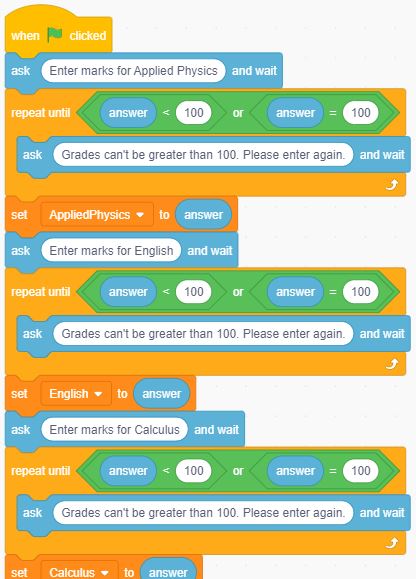 when clicked
ask Enter marks for Applied Physics and wait
repeat until answer < 100 or answer = 100
ask Grades can't be greater than 100. Please enter again. and wait
set AppliedPhysics to answer
ask Enter marks for English and wait
repeat until answer < 100 or answer = 100
ask Grades can't be greater than 100. Please enter again. and wait
set English to answer
ask Enter marks for Calculus and wait
repeat until answer < 100 or answer = 100
ask Grades can't be greater than 100. Please enter again. and wait
set Calculus to answer